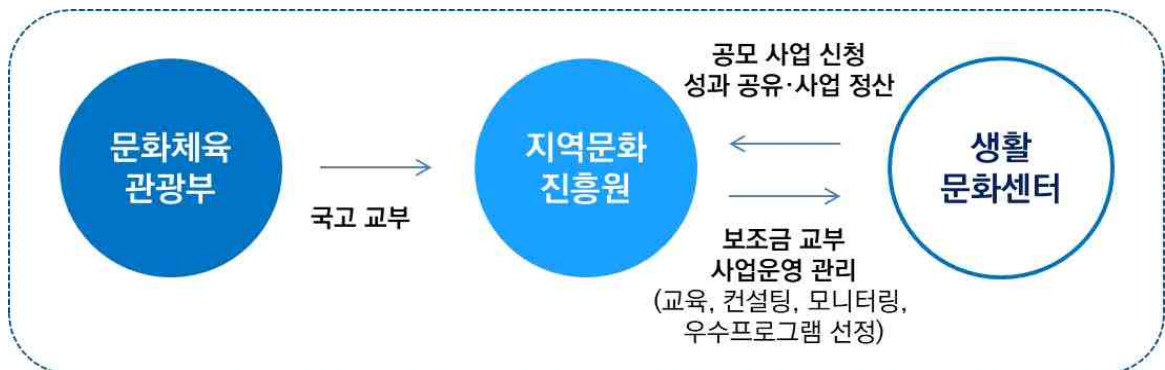 문화체육
관광부
국고 교부
지역문화
진흥원
공모 사업 신청
성과 공유·사업 정산
보조금 교부
사업운영 관리
(교육, 컨설팅, 모니터링,
우수프로그램 선정)
생활
문화센터